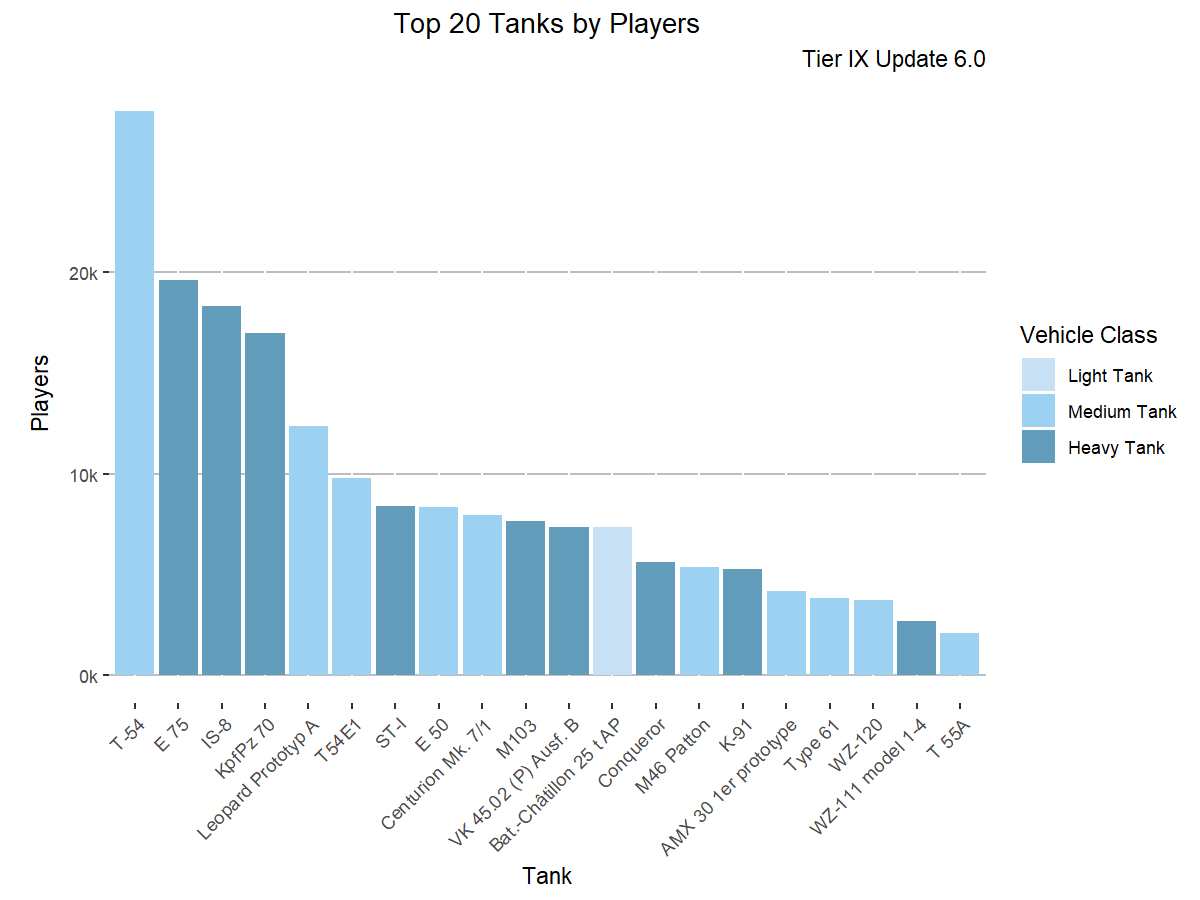 Top 20 Tanks by Players
Tier IX Update 6.0
20k
10k
0k
Players
T-54
E 75
IS-8
KpfPz 70
Leopard Prototyp A
T54E1
ST-I
E 50
Centurion Mk. 7/1
M103
VK 45.02 (P) Ausf. B
Bat.-Châtillon 25 t AP
Conqueror
M46 Patton
K-91
AMX 30 1er prototype
Type 61
WZ-120
WZ-111 model 1-4
T 55A
Tank
Vehicle Class
Light Tank
Medium Tank
Heavy Tank